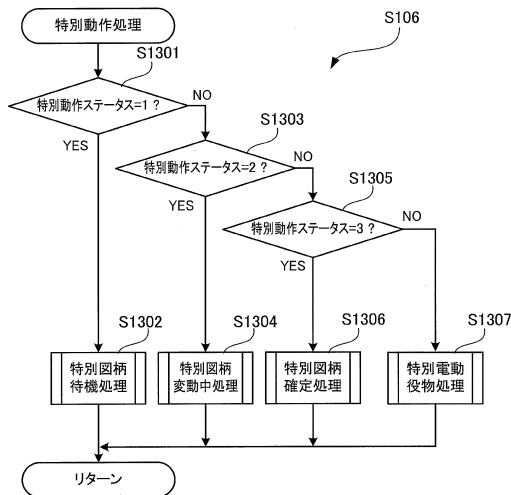 特別動作処理
S106
S1301
特別動作ステータス=1 ?
NO
YES
S1303
特別動作ステータス=2 ?
NO
YES
S1305
特別動作ステータス=3 ?
NO
YES
S1302
特別図柄
待機処理
S1304
特別図柄
変動中処理
S1306
特別図柄
確定処理
S1307
特別電動
役物処理
リターン